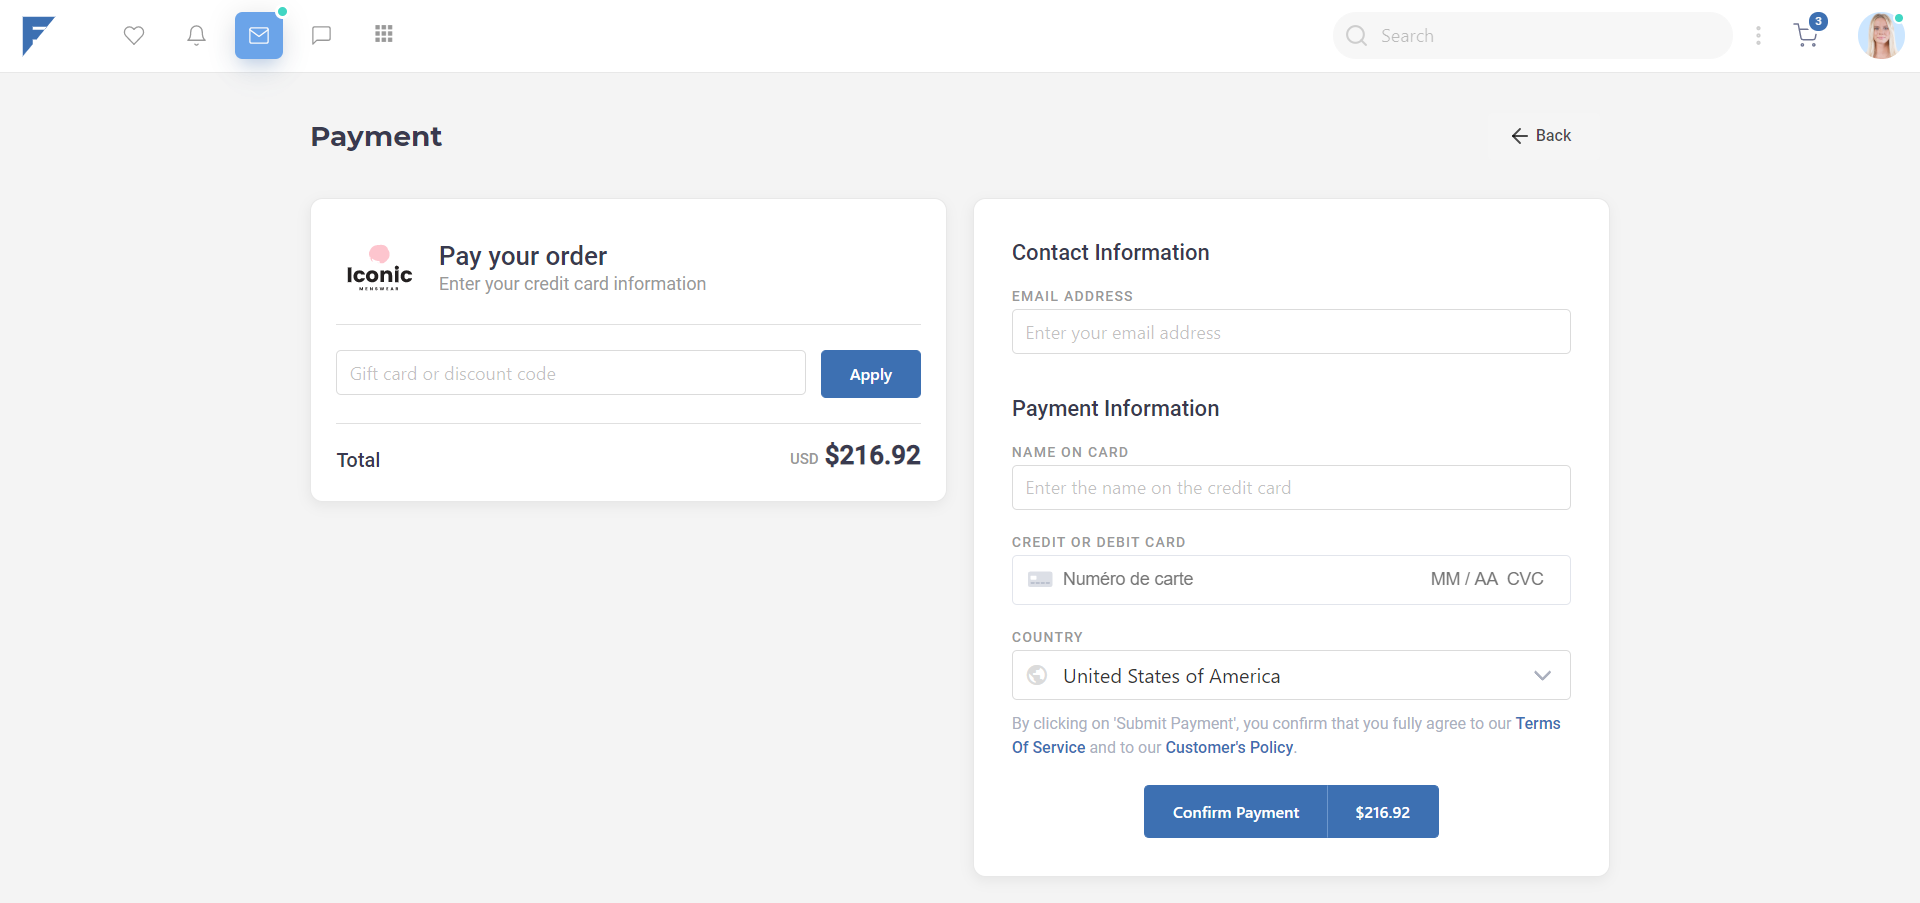 F
Search
3
Payment
Back
Iconic
MENSWEAR
Pay your order
Enter your credit card information
Gift card or discount code
Apply
Total
USD $216.92
Contact Information
EMAIL ADDRESS
Enter your email address
Payment Information
NAME ON CARD
Enter the name on the credit card
CREDIT OR DEBIT CARD
Numéro de carte MM / AA CVC
COUNTRY
United States of America
By clicking on 'Submit Payment', you confirm that you fully agree to our Terms
Of Service and to our Customer's Policy.
Confirm Payment $216.92